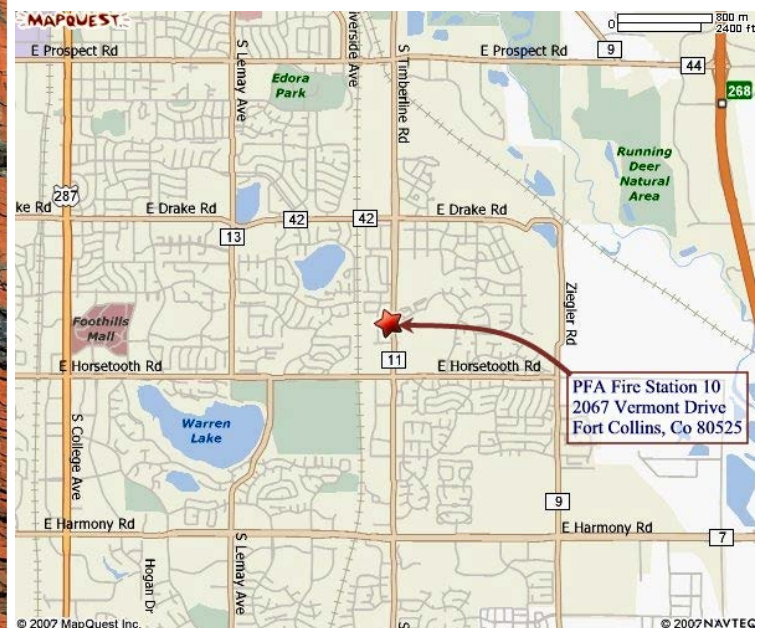 MAPQUEST
0
800 m
2400 ft
E Prospect Rd
E Prospect Rd
9
44
268
S Lemay Ave
iverside Ave
S Timberline Rd
Edora
Park
Running
Deer
Natural
Area
287
ke Rd
E Drake Rd
42
42
E Drake Rd
13
Ziegler Rd
Foothills
Mall
11
E Horsetooth Rd
E Horsetooth Rd
PFA Fire Station 10
2067 Vermont Drive
Fort Collins, Co 80525
Warren
Lake
S College Ave
9
E Harmony Rd
E Harmony Rd
7
Hogan Dr
S Lemay Ave
S
© 2007 MapQuest Inc.
© 2007 NAVTEQ